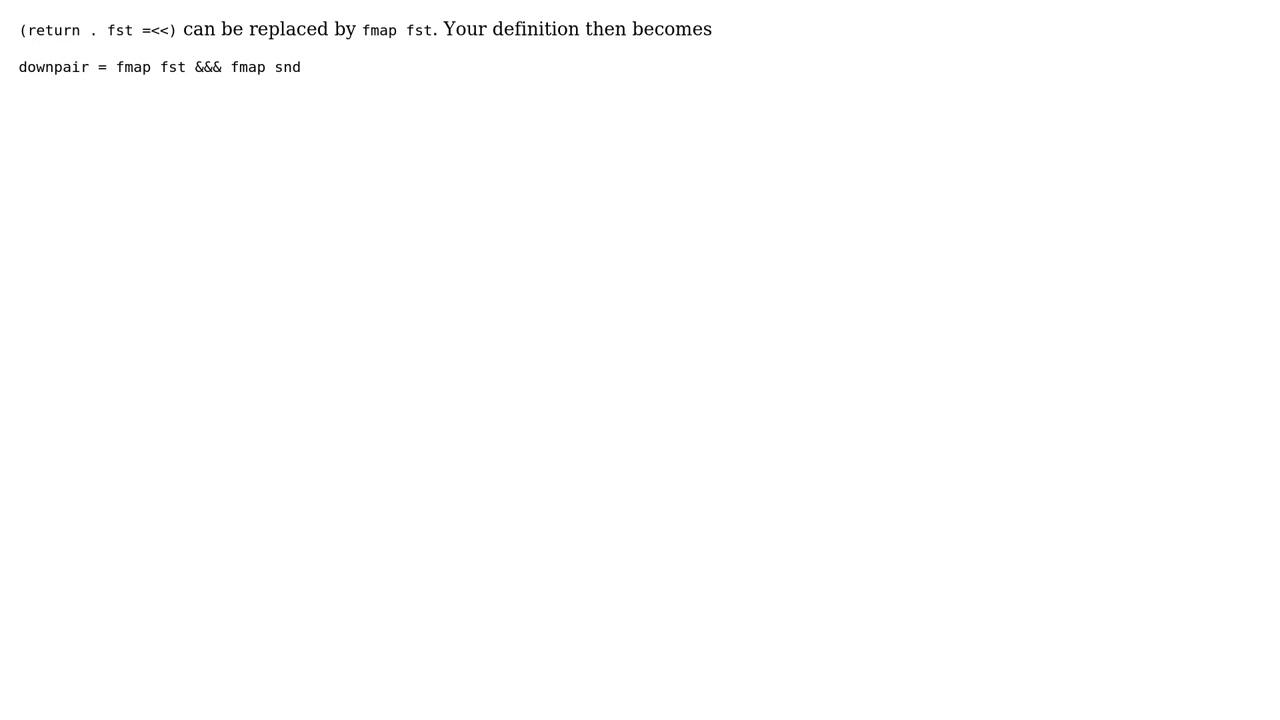 (return . fst =<<) can be replaced by fmap fst. Your definition then becomes
downpair = fmap fst &&& fmap snd